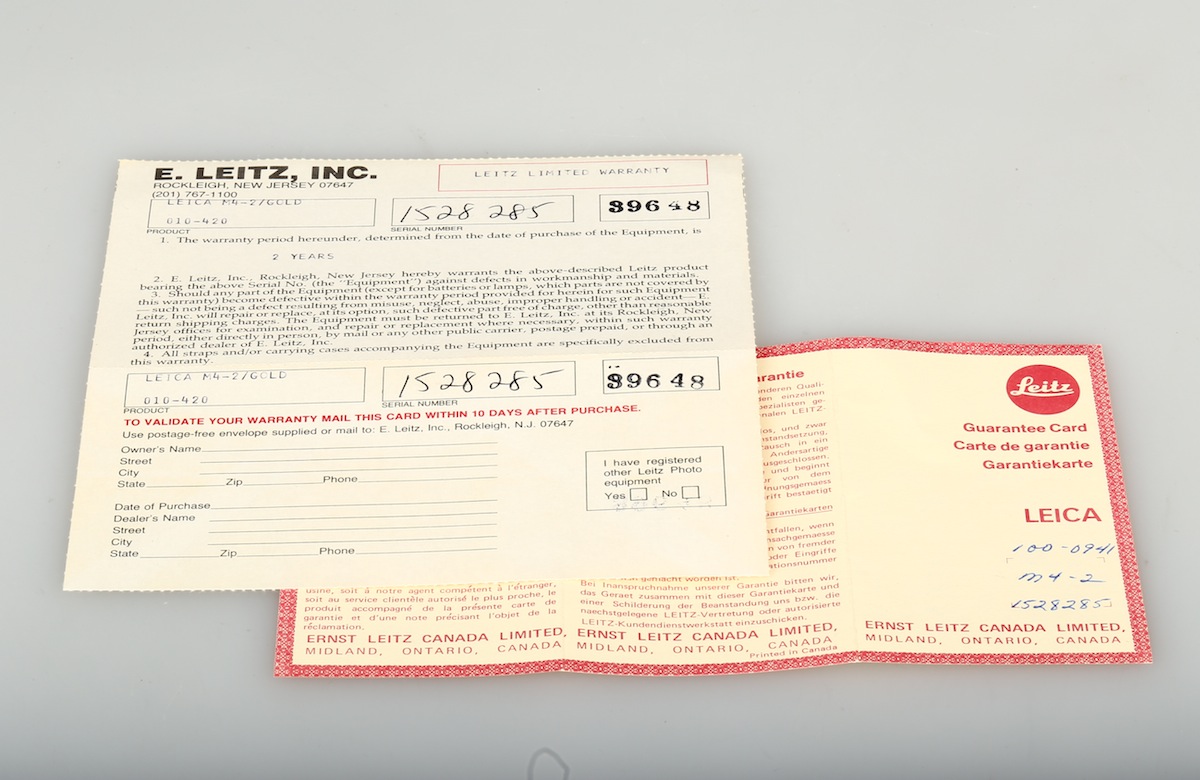 E. LEITZ, INC.
ROCKLEIGH, NEW JERSEY 07647
(201) 767-1100
LEITZ LIMITED WARRANTY
LEICA M4-2/GOLD
010-420
1528285
39648
PRODUCT
SERIAL NUMBER
1. The warranty period hereunder, determined from the date of purchase of the Equipment, is
2 YEARS
2. E. Leitz, Inc., Rockleigh, New Jersey hereby warrants the above-described Leitz product
bearing the above Serial No. (the "Equipment") against defects in workmanship and materials.
3. Should any part of the Equipment (except for batteries or lamps, which parts are not covered by
this warranty) become defective within the warranty period provided for herein for such Equipment
—such not being a defect resulting from misuse, neglect, abuse, improper handling or accident—E.
Leitz, Inc. will repair or replace, at its option, such defective part free of charge, other than reasonable
return shipping charges. The Equipment must be returned to E. Leitz, Inc. at its Rockleigh, New
Jersey offices for examination, and repair or replacement where necessary, within such warranty
period, either directly in person, by mail or any other public carrier, postage prepaid, or through an
authorized dealer of E. Leitz, Inc.
4. All straps and/or carrying cases accompanying the Equipment are specifically excluded from
this warranty.
LEICA M4-2/GOLD
010-420
1528285
39648
PRODUCT
SERIAL NUMBER
TO VALIDATE YOUR WARRANTY MAIL THIS CARD WITHIN 10 DAYS AFTER PURCHASE.
Use postage-free envelope supplied or mail to: E. Leitz, Inc., Rockleigh, N.J. 07647
Owner's Name
Street
City
State Zip Phone
Date of Purchase
Dealer's Name
Street
City
State Zip Phone
I have registered
other Leitz Photo
equipment
Yes No
usine, soit à notre agent compétent à l'étranger,
soit au service clientèle autorisé le plus proche, le
produit accompagné de la présente carte de
garantie et d'une note précisant l'objet de la
réclamation.
ERNST LEITZ CANADA LIMITED,
MIDLAND, ONTARIO, CANADA
Bei Inanspruchnahme unserer Garantie bitten wir,
das Geraet zusammen mit dieser Garantiekarte und
einer Schilderung der Beanstandung uns bzw. die
naechstgelegene LEITZ-Vertretung oder autorisierte
LEITZ-Kundendienstwerkstatt einzuschicken.
ERNST LEITZ CANADA LIMITED,
MIDLAND, ONTARIO, CANADA
Printed in Canada
Leitz
Guarantee Card
Carte de garantie
Garantiekarte
LEICA
100-0941
M4-2
1528285
ERNST LEITZ CANADA LIMITED,
MIDLAND, ONTARIO, CANADA